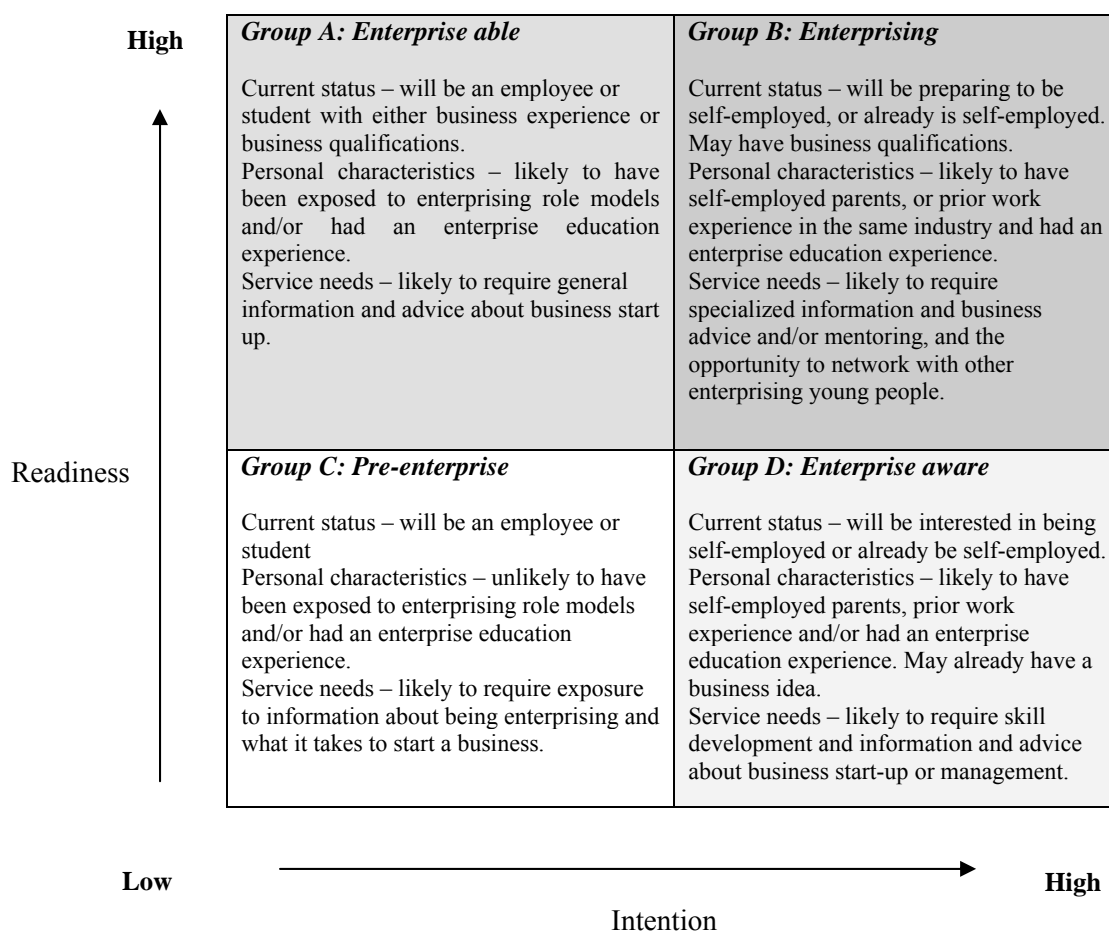 High
Group A: Enterprise able
Current status – will be an employee or
student with either business experience or
business qualifications.
Personal characteristics – likely to have
been exposed to enterprising role models
and/or had an enterprise education
experience.
Service needs – likely to require general
information and advice about business start
up.
Group B: Enterprising
Current status – will be preparing to be
self-employed, or already is self-employed.
May have business qualifications.
Personal characteristics – likely to have
self-employed parents, or prior work
experience in the same industry and had an
enterprise education experience.
Service needs – likely to require
specialized information and business
advice and/or mentoring, and the
opportunity to network with other
enterprising young people.
Readiness
Group C: Pre-enterprise
Current status – will be an employee or
student
Personal characteristics – unlikely to have
been exposed to enterprising role models
and/or had an enterprise education
experience.
Service needs – likely to require exposure
to information about being enterprising and
what it takes to start a business.
Group D: Enterprise aware
Current status – will be interested in being
self-employed or already be self-employed.
Personal characteristics – likely to have
self-employed parents, prior work
experience and/or had an enterprise
education experience. May already have a
business idea.
Service needs – likely to require skill
development and information and advice
about business start-up or management.
Low
High
Intention